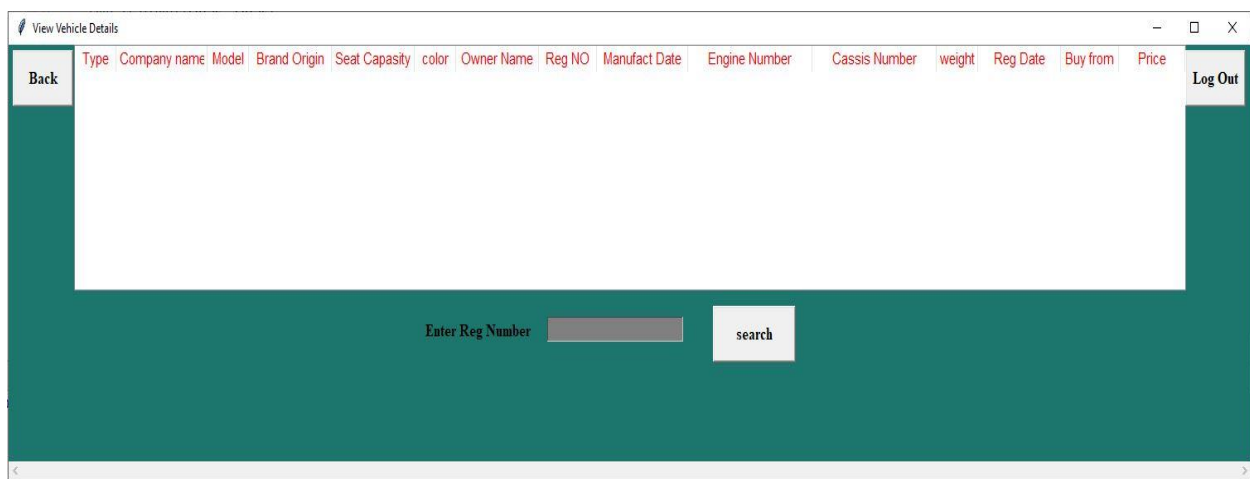 View Vehicle Details
Back
Type Company name Model Brand Origin Seat Capasity color Owner Name Reg NO Manufact Date Engine Number Cassis Number weight Reg Date Buy from Price
Log Out
Enter Reg Number
search